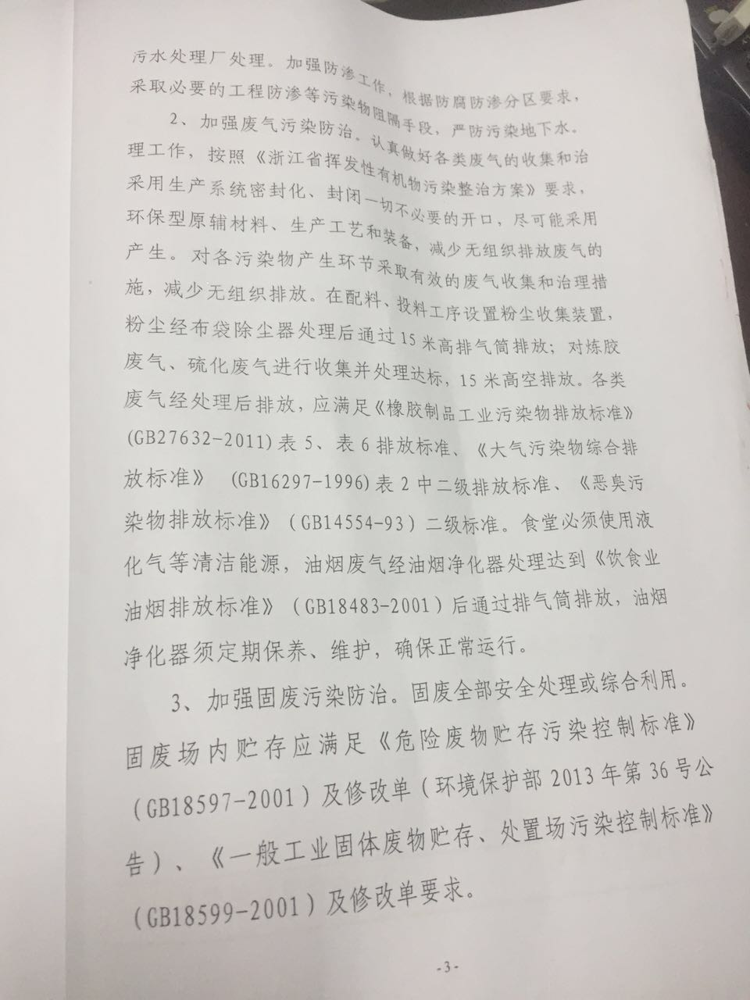 污水处理厂处理。加强防渗工作，根据防腐防渗分区要求，
采取必要的工程防渗等污染物阻隔手段，严防污染地下水。
2、加强废气污染防治。认真做好各类废气的收集和治
理工作，按照《浙江省挥发性有机物污染整治方案》要求，
采用生产系统密封化、封闭一切不必要的开口，尽可能采用
环保型原辅材料、生产工艺和装备，减少无组织排放废气的
产生。对各污染物产生环节采取有效的废气收集和治理措
施，减少无组织排放。在配料、投料工序设置粉尘收集装置，
粉尘经布袋除尘器处理后通过15米高排气筒排放；对炼胶
废气、硫化废气进行收集并处理达标，15米高空排放。各类
废气经处理后排放，应满足《橡胶制品工业污染物排放标准》
(GB27632-2011)表5、表6排放标准、《大气污染物综合排
放标准》 (GB16297-1996)表2中二级排放标准、《恶臭污
染物排放标准》（GB14554-93）二级标准。食堂必须使用液
化气等清洁能源，油烟废气经油烟净化器处理达到《饮食业
油烟排放标准》（GB18483-2001）后通过排气筒排放，油烟
净化器须定期保养、维护，确保正常运行。
3、加强固废污染防治。固废全部安全处理或综合利用。
固废场内贮存应满足《危险废物贮存污染控制标准》
（GB18597-2001）及修改单（环境保护部2013年第36号公
告）、《一般工业固体废物贮存、处置场污染控制标准》
（GB18599-2001）及修改单要求。
-3-